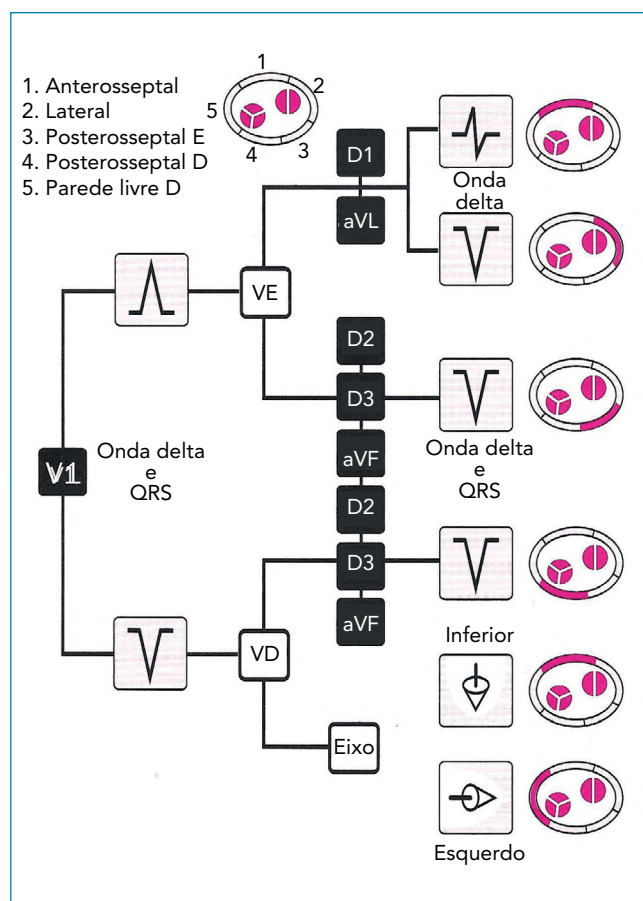 1. Anterosseptal
2. Lateral
3. Posterosseptal E
4. Posterosseptal D
5. Parede livre D
1
2
3
4
5
D1
aVL
Onda
delta
VE
D2
D3
aVF
Onda delta
e
QRS
V1
Onda delta
e
QRS
D2
D3
aVF
VD
Eixo
Inferior
Esquerdo